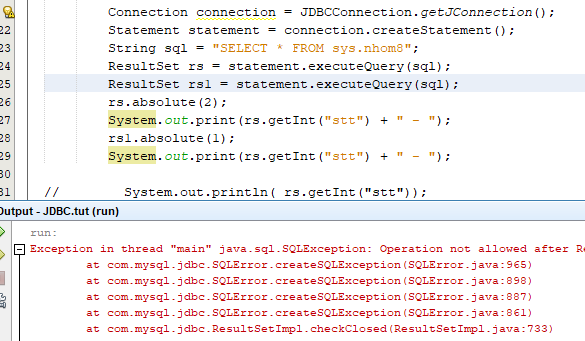 Connection connection = JDBCConnection.getJConnection();
22 Statement statement = connection.createStatement();
23 String sql = "SELECT * FROM sys.nhom8";
24 ResultSet rs = statement.executeQuery(sql);
25 ResultSet rs1 = statement.executeQuery(sql);
26 rs.absolute(2);
27 System.out.print(rs.getInt("stt") + " - ");
28 rs1.absolute(1);
29 System.out.print(rs.getInt("stt") + " - ");
30
31 // System.out.println( rs.getInt("stt"));
Output - JDBC.tut (run)
run:
Exception in thread "main" java.sql.SQLException: Operation not allowed after Re
at com.mysql.jdbc.SQLError.createSQLException(SQLError.java:965)
at com.mysql.jdbc.SQLError.createSQLException(SQLError.java:898)
at com.mysql.jdbc.SQLError.createSQLException(SQLError.java:887)
at com.mysql.jdbc.SQLError.createSQLException(SQLError.java:861)
at com.mysql.jdbc.ResultSetImpl.checkClosed(ResultSetImpl.java:733)